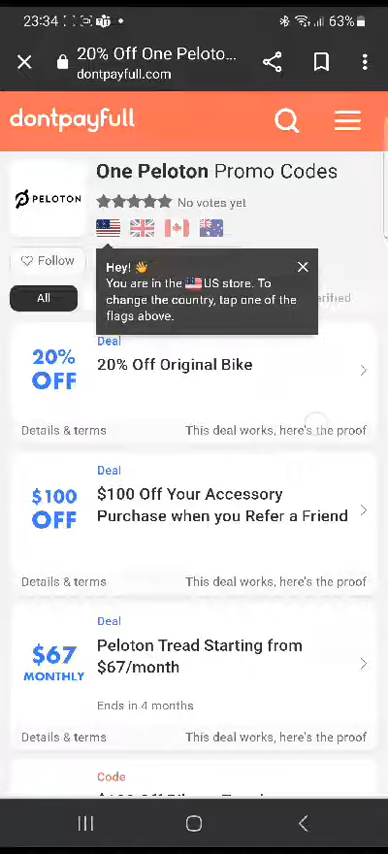 23:34
63%
20% Off One Peloto...
dontpayfull.com
dontpayfull
PELOTON
One Peloton Promo Codes
No votes yet
Follow
Hey! 👋
You are in the 🇺🇸 US store. To
change the country, tap one of the
flags above.
All
Deal
20%
OFF
20% Off Original Bike
Details & terms
This deal works, here's the proof
Deal
$100
OFF
$100 Off Your Accessory
Purchase when you Refer a Friend
Details & terms
This deal works, here's the proof
Deal
$67
MONTHLY
Peloton Tread Starting from
$67/month
Ends in 4 months
Details & terms
This deal works, here's the proof
Code